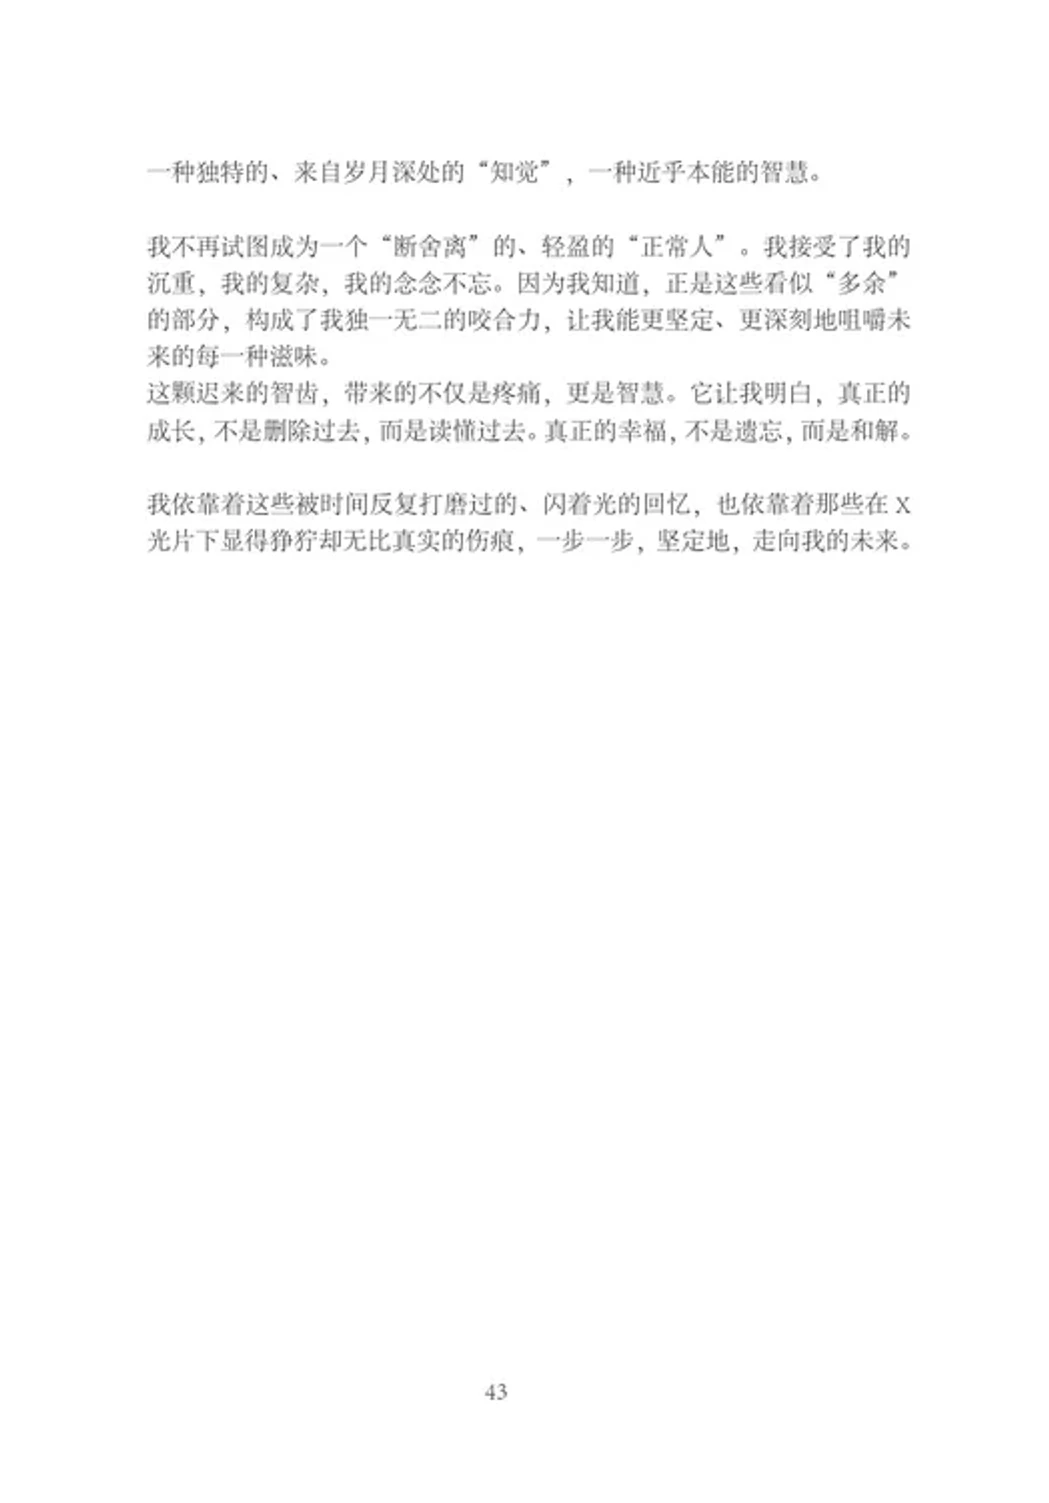 一种独特的、来自岁月深处的“知觉”，一种近乎本能的智慧。
我不再试图成为一个“断舍离”的、轻盈的“正常人”。我接受了我的
沉重，我的复杂，我的念念不忘。因为我知道，正是这些看似“多余”
的部分，构成了我独一无二的咬合力，让我能更坚定、更深刻地咀嚼未
来的每一种滋味。
这颗迟来的智齿，带来的不仅是疼痛，更是智慧。它让我明白，真正的
成长，不是删除过去，而是读懂过去。真正的幸福，不是遗忘，而是和解。
我依靠着这些被时间反复打磨过的、闪着光的回忆，也依靠着那些在 X
光片下显得狰狞却无比真实的伤痕，一步一步，坚定地，走向我的未来。
43